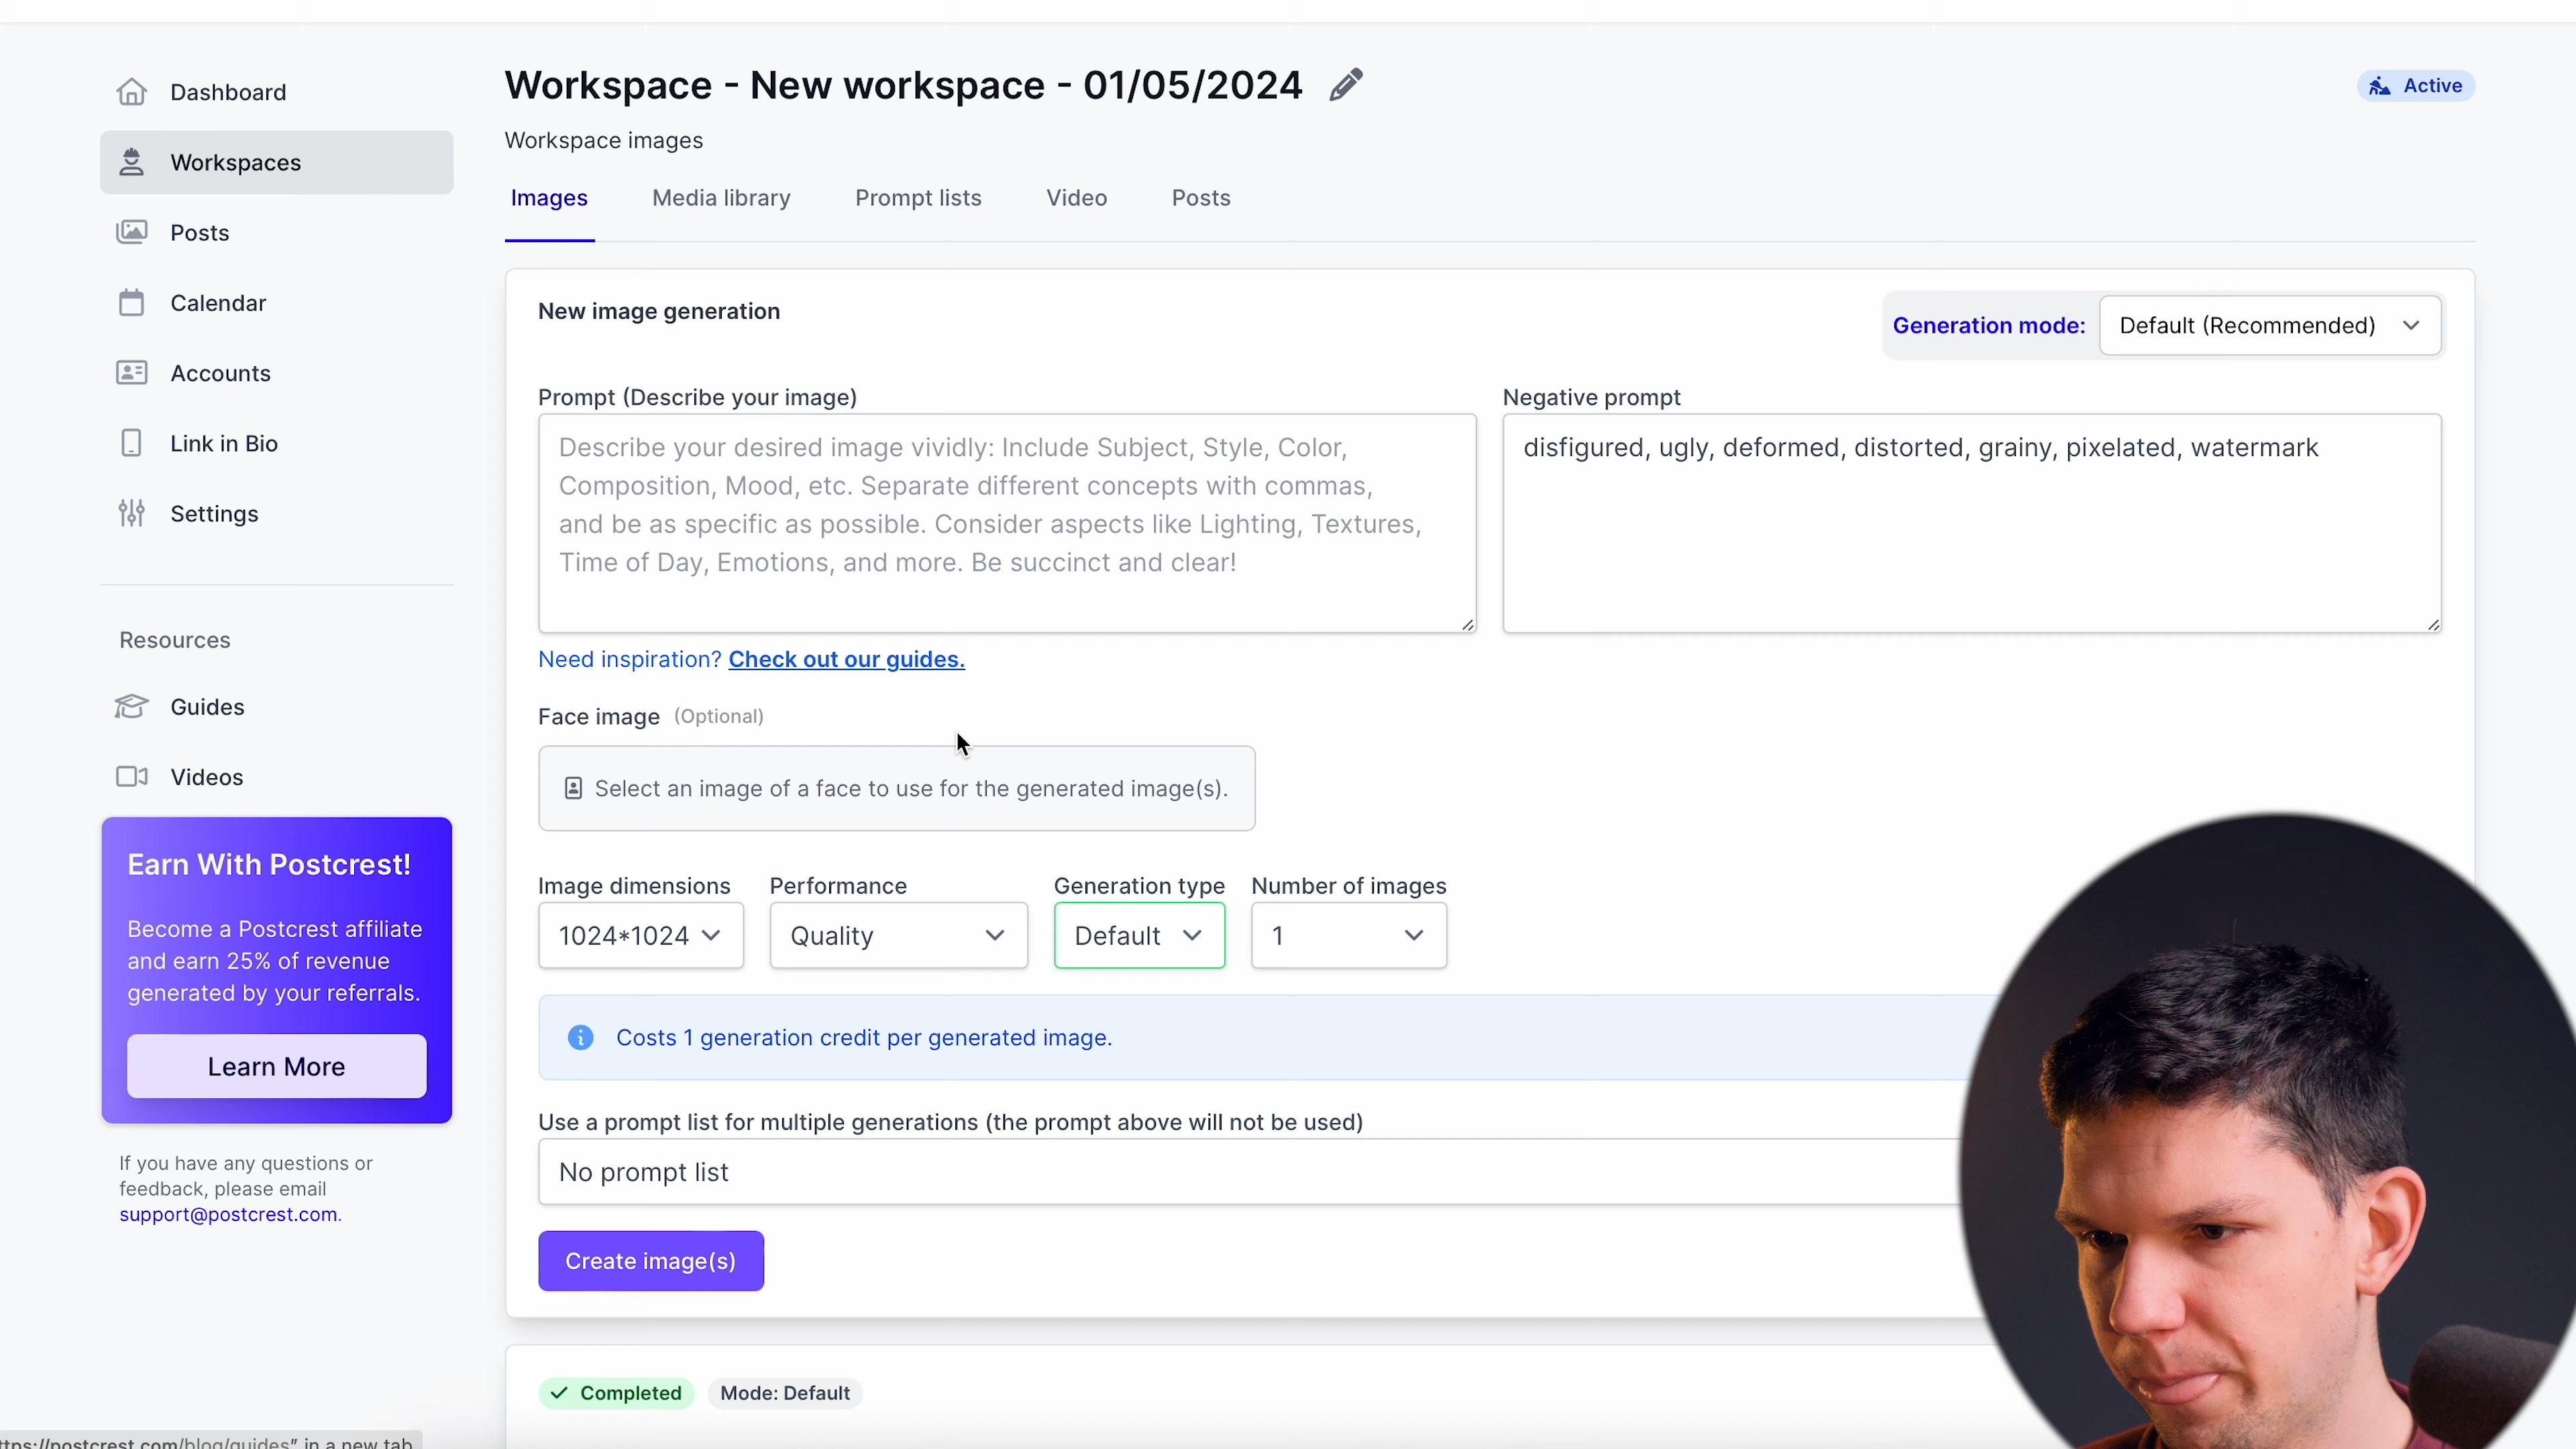 Dashboard
Workspaces
Posts
Calendar
Accounts
Link in Bio
Settings
Resources
Guides
Videos
Earn With Postcrest!
Become a Postcrest affiliate
and earn 25% of revenue
generated by your referrals.
Learn More
If you have any questions or
feedback, please email
support@postcrest.com.
Workspace - New workspace - 01/05/2024
Active
Workspace images
Images Media library Prompt lists Video Posts
New image generation
Generation mode: Default (Recommended)
Prompt (Describe your image)
Describe your desired image vividly: Include Subject, Style, Color,
Composition, Mood, etc. Separate different concepts with commas,
and be as specific as possible. Consider aspects like Lighting, Textures,
Time of Day, Emotions, and more. Be succinct and clear!
Negative prompt
disfigured, ugly, deformed, distorted, grainy, pixelated, watermark
Need inspiration? Check out our guides.
Face image (Optional)
Select an image of a face to use for the generated image(s).
Image dimensions Performance Generation type Number of images
1024*1024 Quality Default 1
Costs 1 generation credit per generated image.
Use a prompt list for multiple generations (the prompt above will not be used)
No prompt list
Create image(s)
Completed Mode: Default
ttps://postcrest.com/blog/guides" in a new tab